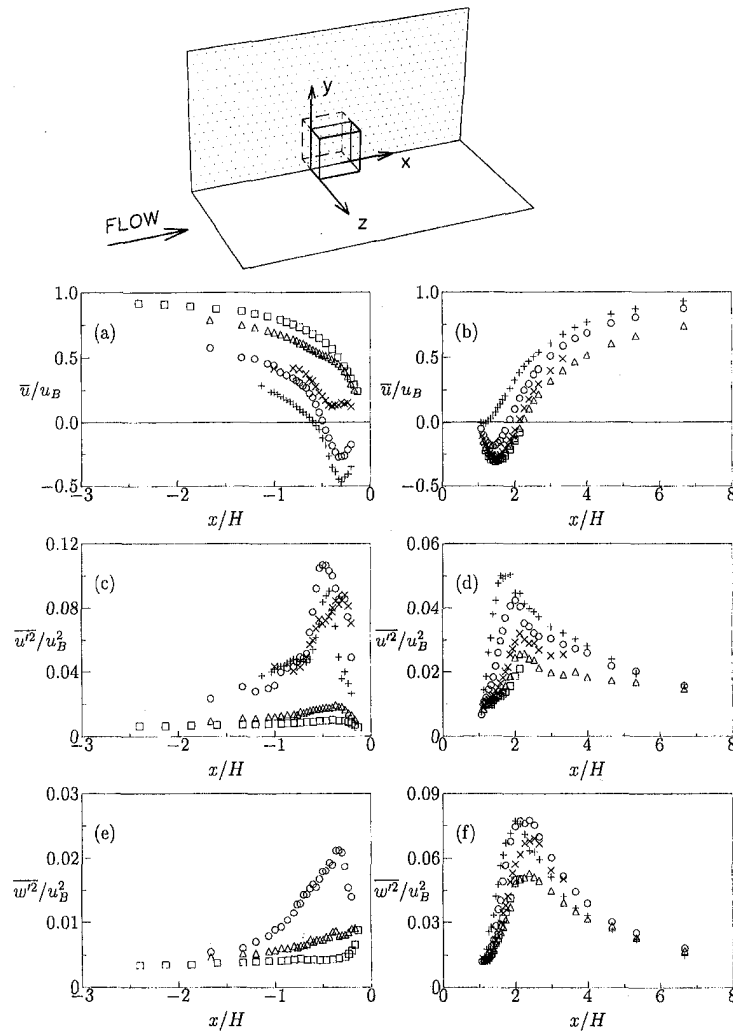 y
x
z
FLOW
1.0
(a)
0.5
u̅/u_B
0.0
−0.5
−3 −2 −1 0
x/H
1.0
(b)
0.5
u̅/u_B
0.0
−0.5
0 2 4 6 8
x/H
0.12
(c)
0.08
\overline{u'^2}/u_B^2
0.04
0
−3 −2 −1 0
x/H
0.06
(d)
0.04
\overline{u'^2}/u_B^2
0.02
0
0 2 4 6 8
x/H
0.03
(e)
0.02
\overline{w'^2}/u_B^2
0.01
0
−3 −2 −1 0
x/H
0.09
(f)
0.06
\overline{w'^2}/u_B^2
0.03
0
0 2 4 6 8
x/H